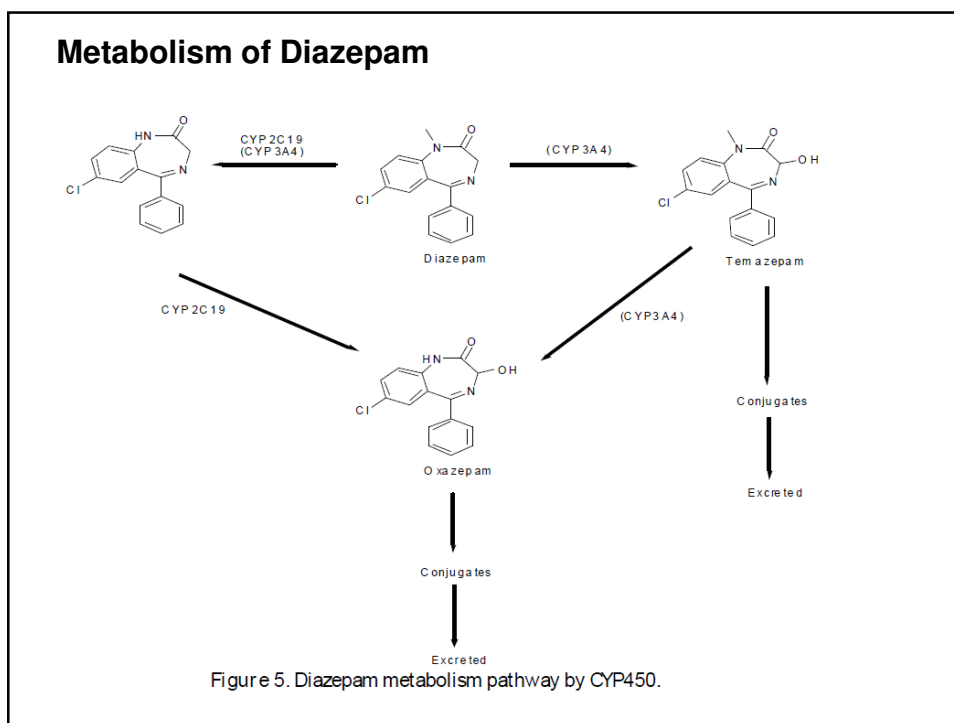 Metabolism of Diazepam
HN
O
N
Cl
CYP2C19
(CYP3A4)
N
O
N
Cl
Diazepam
(CYP3A4)
N
O
OH
N
Cl
Temazepam
CYP2C19
(CYP3A4)
HN
O
OH
N
Cl
Oxazepam
Conjugates
Excreted
Conjugates
Excreted
Figure 5. Diazepam metabolism pathway by CYP450.